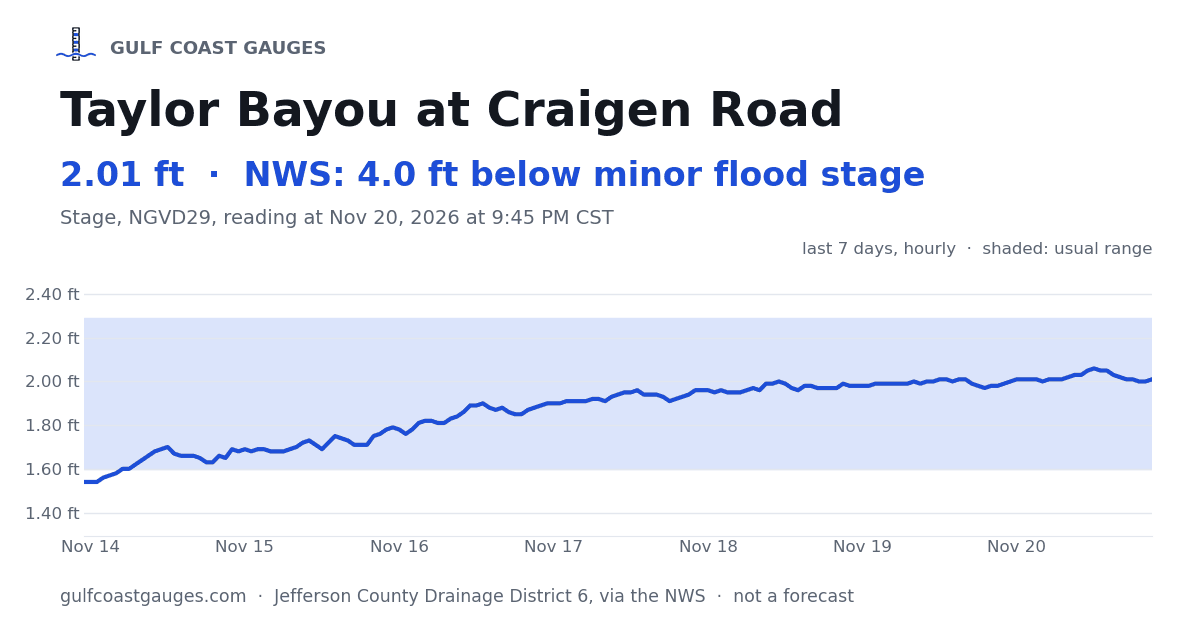 GULF COAST GAUGES
Taylor Bayou at Craigen Road
2.01 ft · NWS: 4.0 ft below minor flood stage
Stage, NGVD29, reading at Nov 20, 2026 at 9:45 PM CST
last 7 days, hourly · shaded: usual range
2.40 ft
2.20 ft
2.00 ft
1.80 ft
1.60 ft
1.40 ft
Nov 14 Nov 15 Nov 16 Nov 17 Nov 18 Nov 19 Nov 20
gulfcoastgauges.com · Jefferson County Drainage District 6, via the NWS · not a forecast